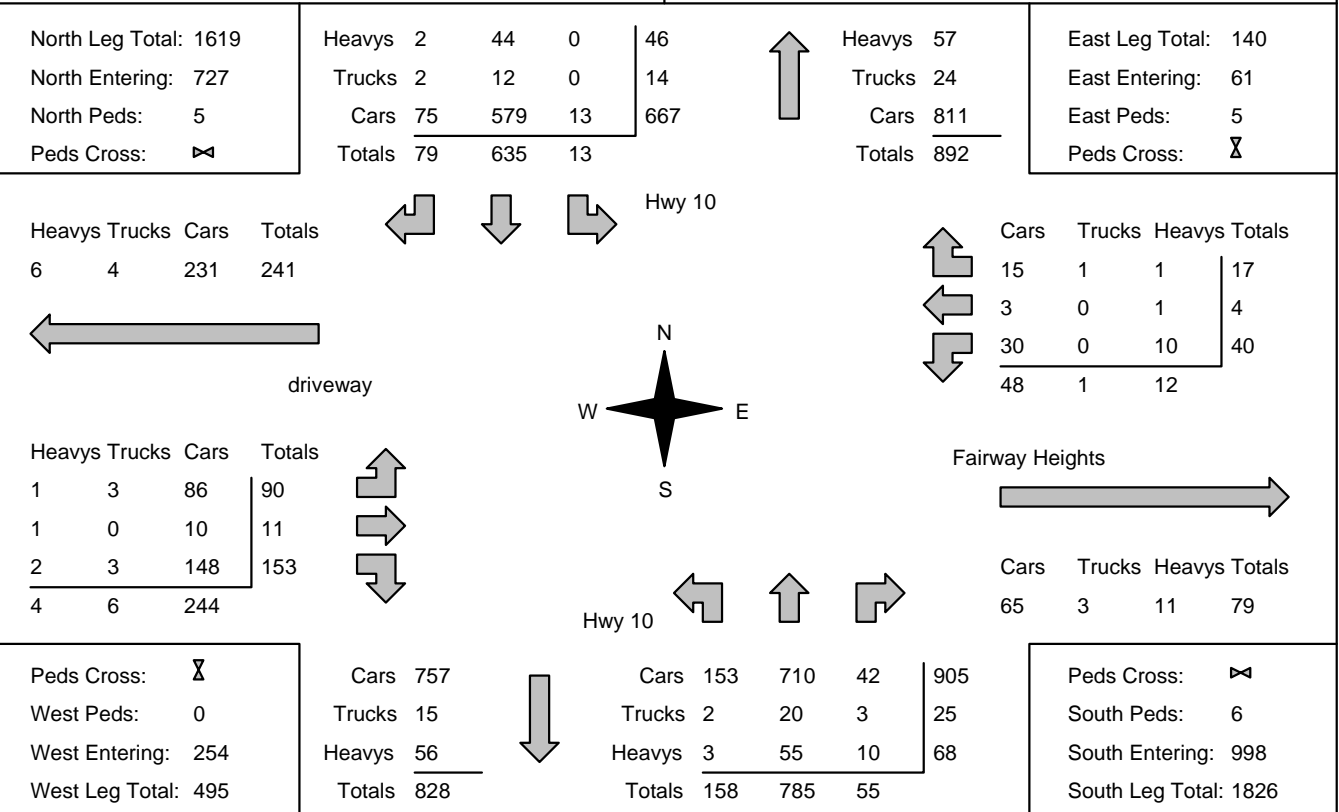 North Leg Total: 1619
North Entering: 727
North Peds: 5
Peds Cross:
Heavys 2 44 0 46
Trucks 2 12 0 14
Cars 75 579 13 667
Totals 79 635 13
Heavys 57
Trucks 24
Cars 811
Totals 892
East Leg Total: 140
East Entering: 61
East Peds: 5
Peds Cross:
Hwy 10
Heavys Trucks Cars Totals
6 4 231 241
Cars Trucks Heavys Totals
15 1 1 17
3 0 1 4
30 0 10 40
48 1 12
driveway
N
W E
S
Heavys Trucks Cars Totals
1 3 86 90
1 0 10 11
2 3 148 153
4 6 244
Fairway Heights
Cars Trucks Heavys Totals
65 3 11 79
Hwy 10
Peds Cross:
West Peds: 0
West Entering: 254
West Leg Total: 495
Cars 757
Trucks 15
Heavys 56
Totals 828
Cars 153 710 42 905
Trucks 2 20 3 25
Heavys 3 55 10 68
Totals 158 785 55
Peds Cross:
South Peds: 6
South Entering: 998
South Leg Total: 1826